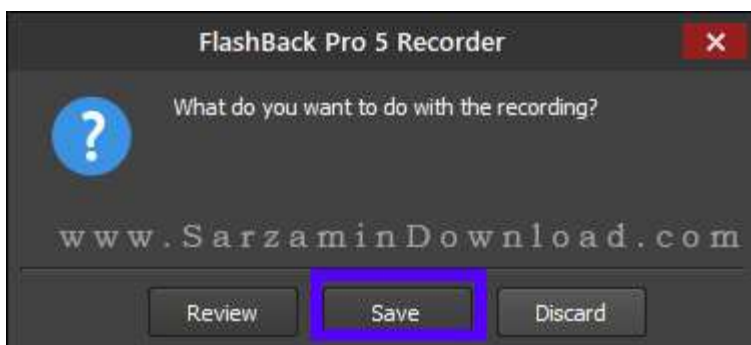 FlashBack Pro 5 Recorder
What do you want to do with the recording?
www.SarzaminDownload.com
Review Save Discard